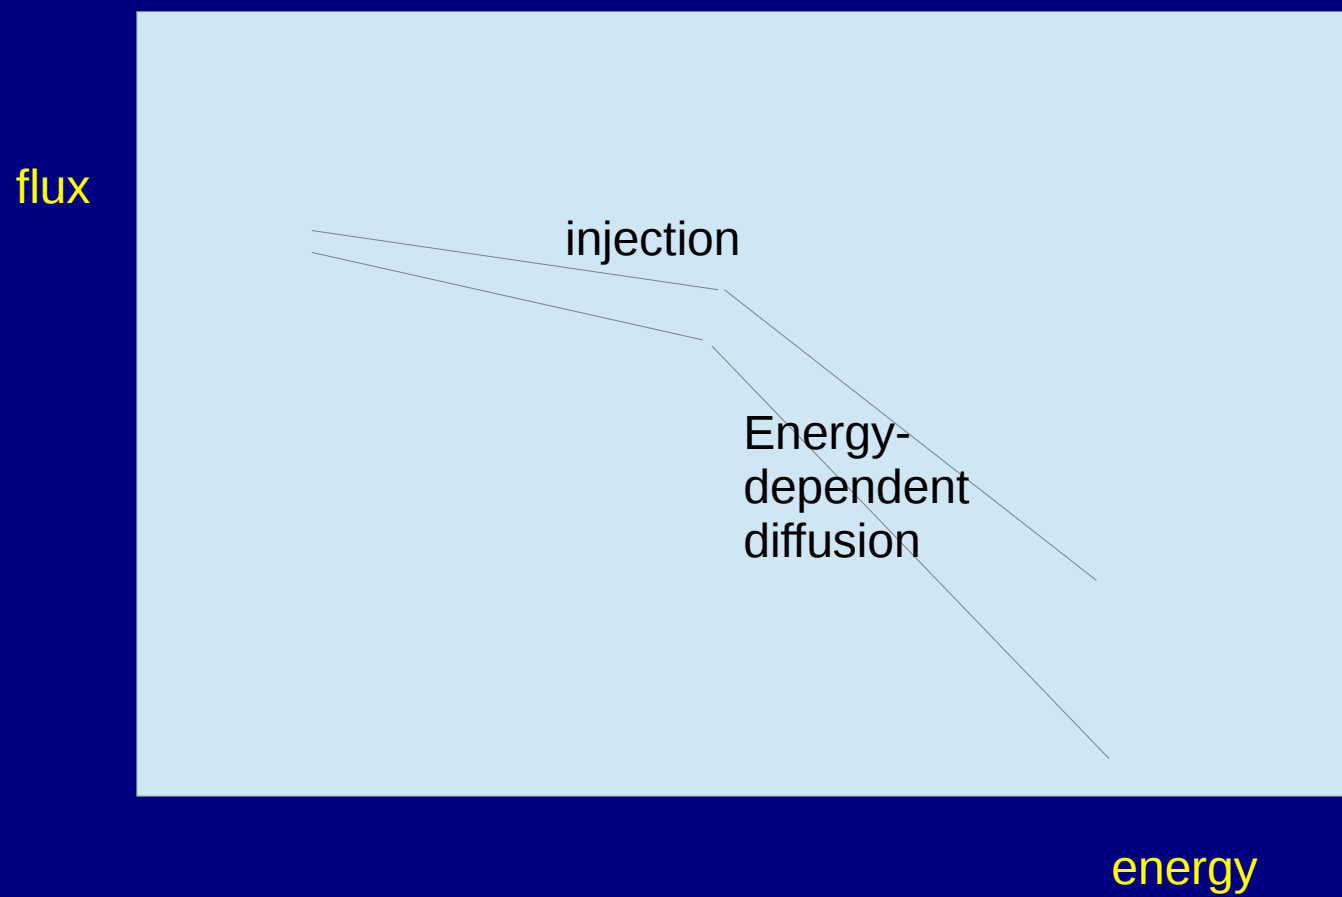 flux
injection
Energy-
dependent
diffusion
energy